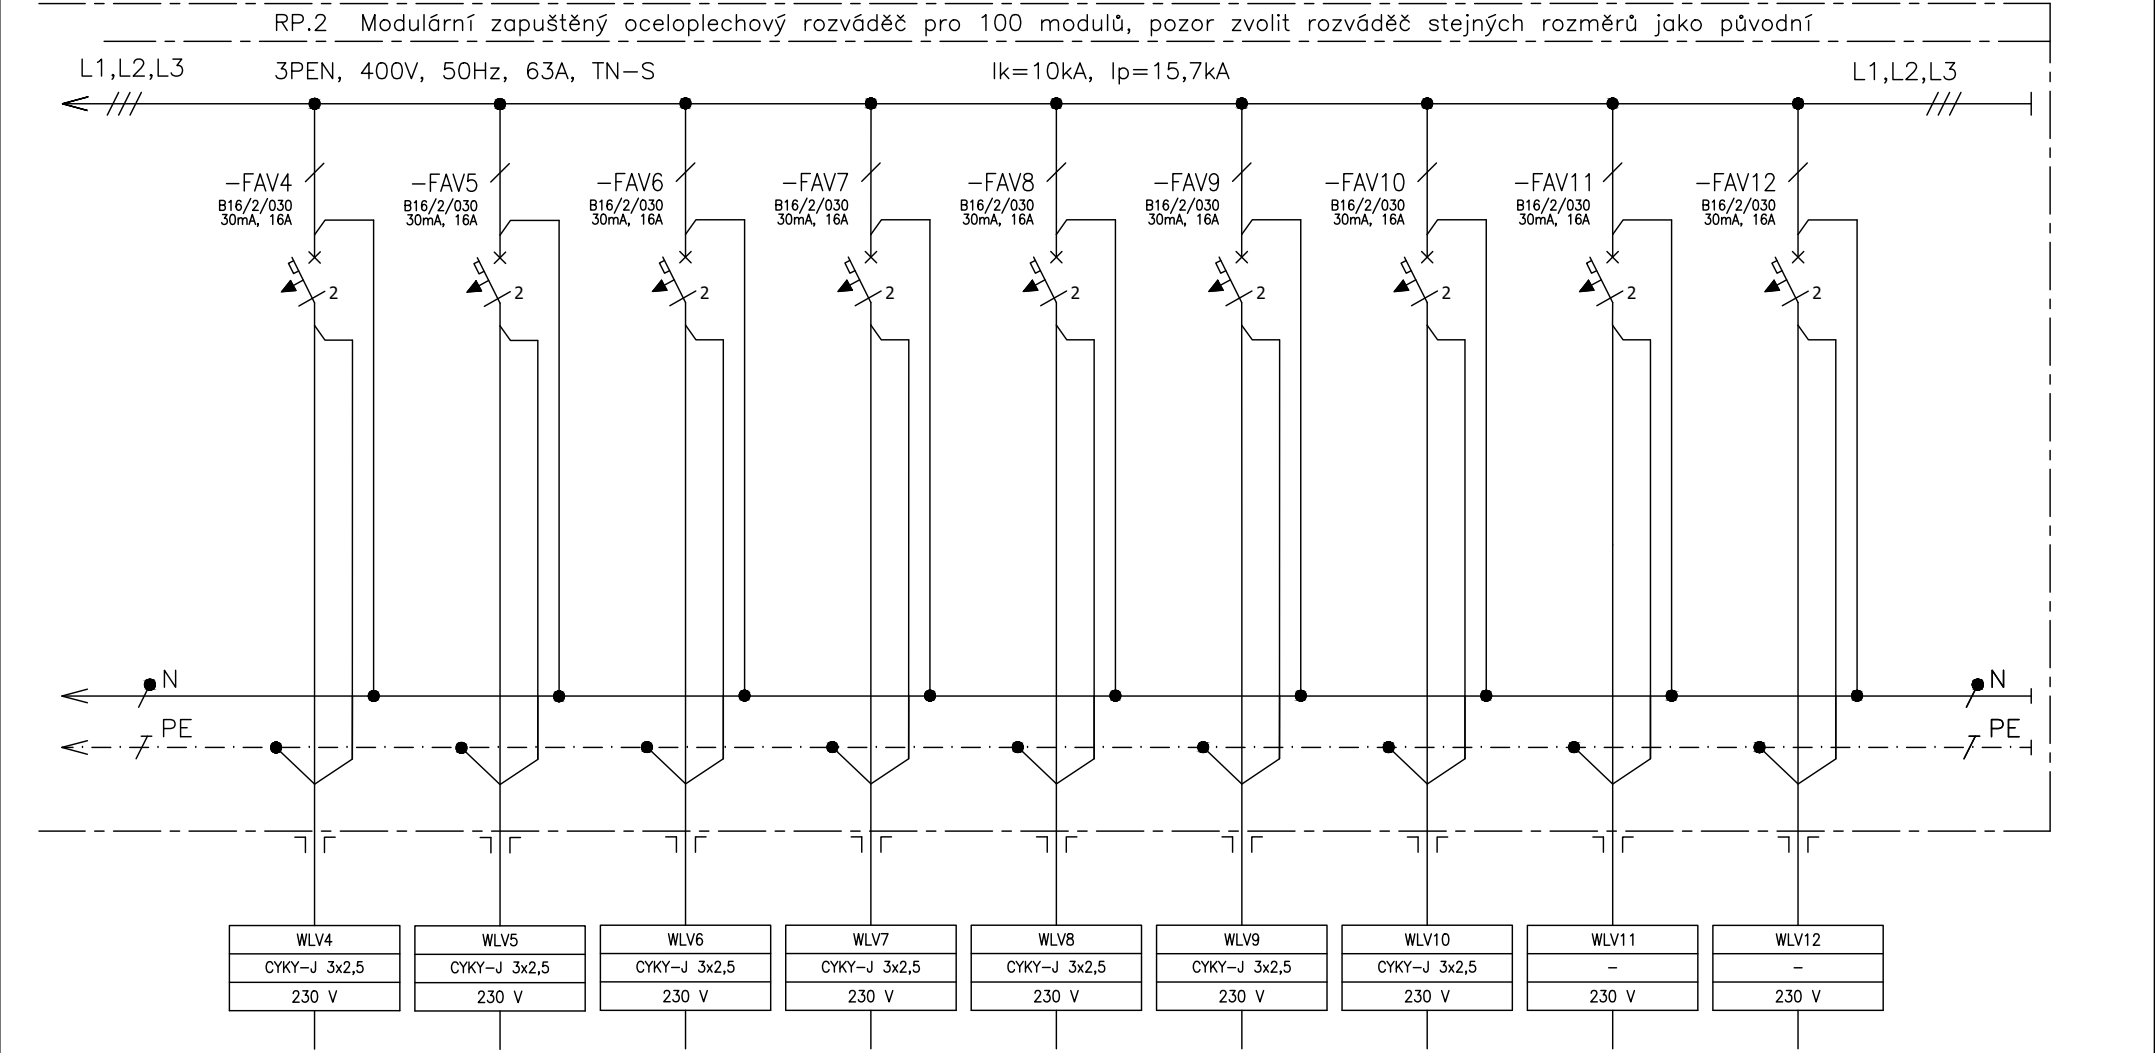 RP.2 Modulární zapuštěný oceloplechový rozváděč pro 100 modulů, pozor zvolit rozváděč stejných rozměrů jako původní
L1,L2,L3 3PEN, 400V, 50Hz, 63A, TN-S Ik=10kA, Ip=15,7kA L1,L2,L3
-FAV4 -FAV5 -FAV6 -FAV7 -FAV8 -FAV9 -FAV10 -FAV11 -FAV12
B16/2/030 B16/2/030 B16/2/030 B16/2/030 B16/2/030 B16/2/030 B16/2/030 B16/2/030 B16/2/030
30mA, 16A 30mA, 16A 30mA, 16A 30mA, 16A 30mA, 16A 30mA, 16A 30mA, 16A 30mA, 16A 30mA, 16A
2 2 2 2 2 2 2 2 2
N N
PE PE
WLV4 WLV5 WLV6 WLV7 WLV8 WLV9 WLV10 WLV11 WLV12
CYKY-J 3x2,5 CYKY-J 3x2,5 CYKY-J 3x2,5 CYKY-J 3x2,5 CYKY-J 3x2,5 CYKY-J 3x2,5 CYKY-J 3x2,5 - -
230 V 230 V 230 V 230 V 230 V 230 V 230 V 230 V 230 V